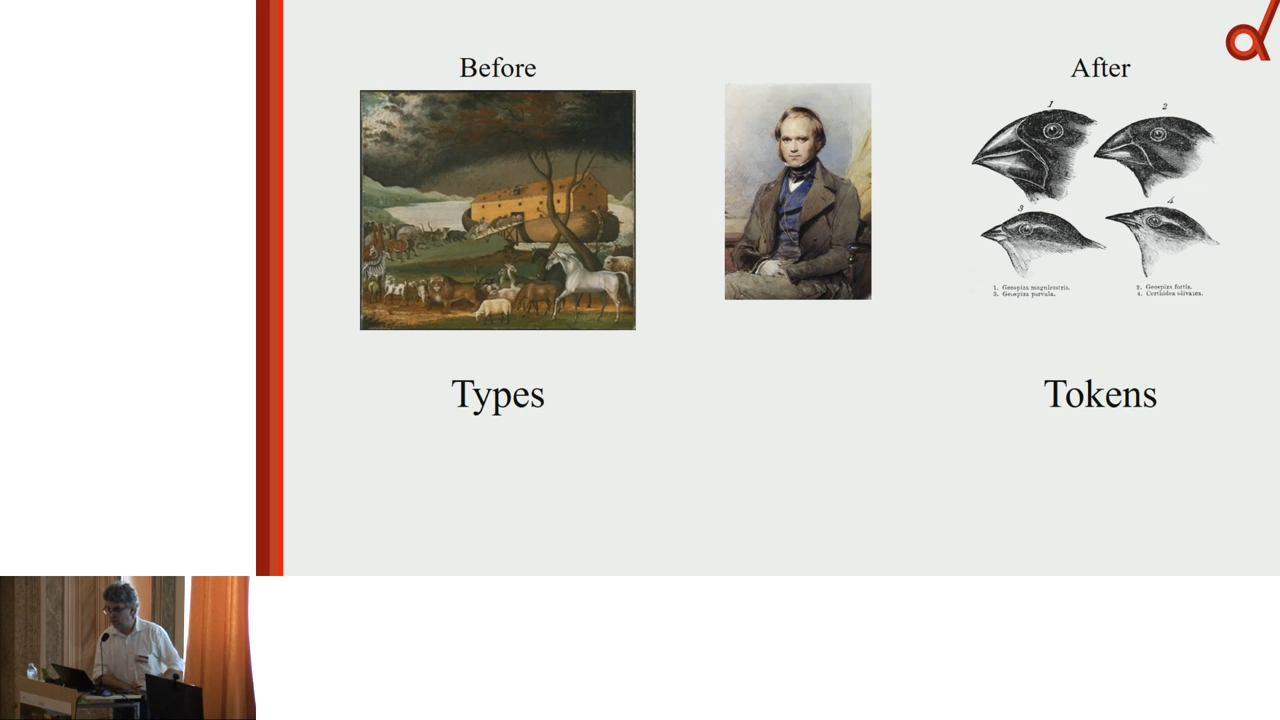 Before
After
1
2
3
4
1. Geospiza magnirostris.
2. Geospiza fortis.
3. Geospiza parvula.
4. Certhidea olivacea.
Types
Tokens